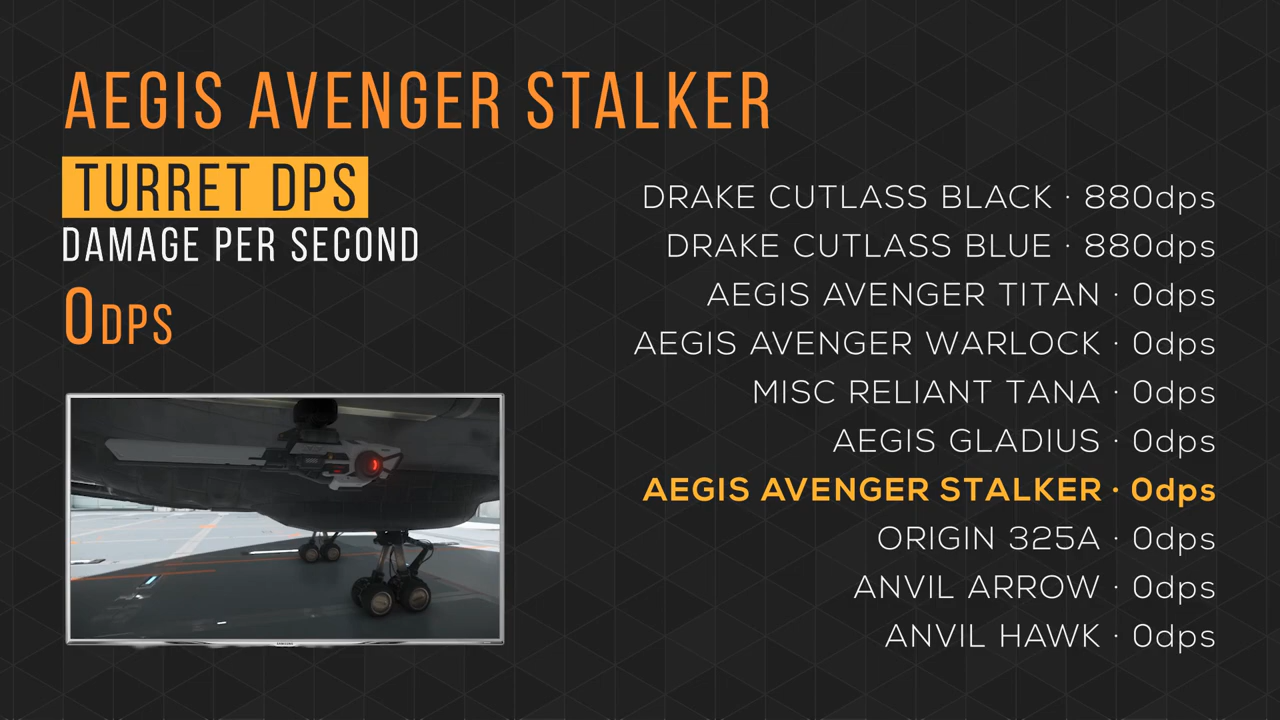 AEGIS AVENGER STALKER
TURRET DPS
DAMAGE PER SECOND
0DPS
DRAKE CUTLASS BLACK · 880dps
DRAKE CUTLASS BLUE · 880dps
AEGIS AVENGER TITAN · 0dps
AEGIS AVENGER WARLOCK · 0dps
MISC RELIANT TANA · 0dps
AEGIS GLADIUS · 0dps
AEGIS AVENGER STALKER · 0dps
ORIGIN 325A · 0dps
ANVIL ARROW · 0dps
ANVIL HAWK · 0dps
SAMSUNG